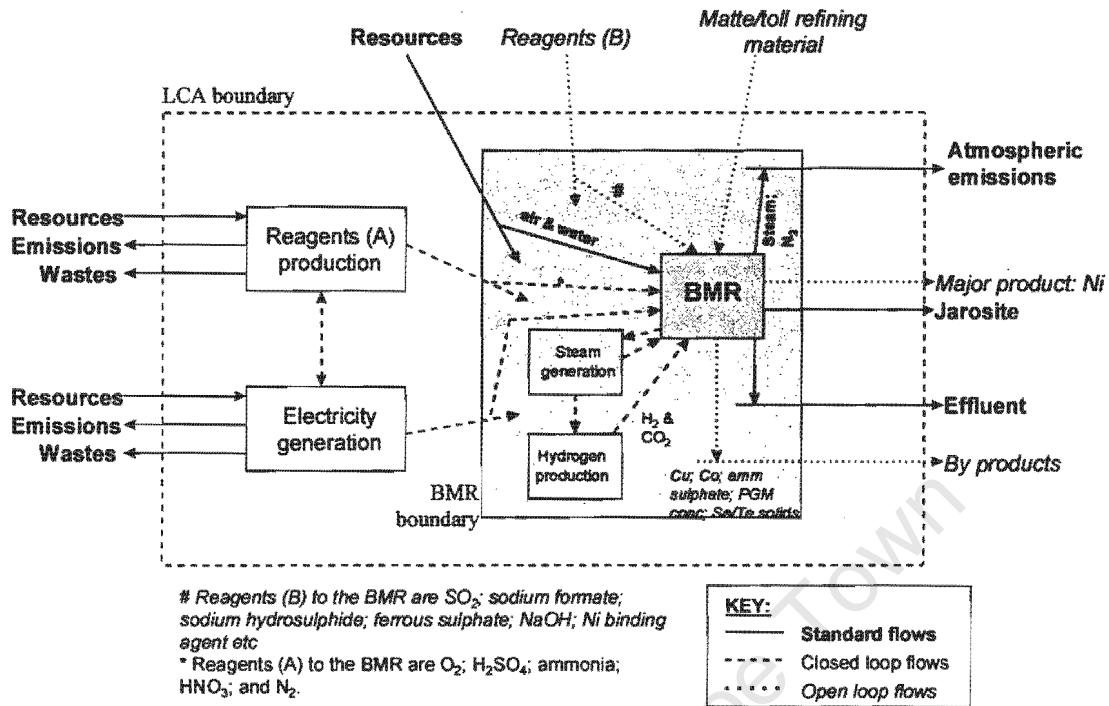 Resources
Reagents (B)
Matte/toll refining
material
LCA boundary
Atmospheric
emissions
#
air & water
Steam;
N2
Resources
Emissions
Wastes
Reagents (A)
production
*
BMR
Major product: Ni
Jarosite
Steam
generation
Resources
Emissions
Wastes
Electricity
generation
H2 &
CO2
Effluent
Hydrogen
production
By products
BMR
boundary
Cu; Co; amm
sulphate; PGM
conc; Se/Te solids
# Reagents (B) to the BMR are SO2; sodium formate;
sodium hydrosulphide; ferrous sulphate; NaOH; Ni binding
agent etc
* Reagents (A) to the BMR are O2; H2SO4; ammonia;
HNO3; and N2.
KEY:
Standard flows
Closed loop flows
Open loop flows
e Town